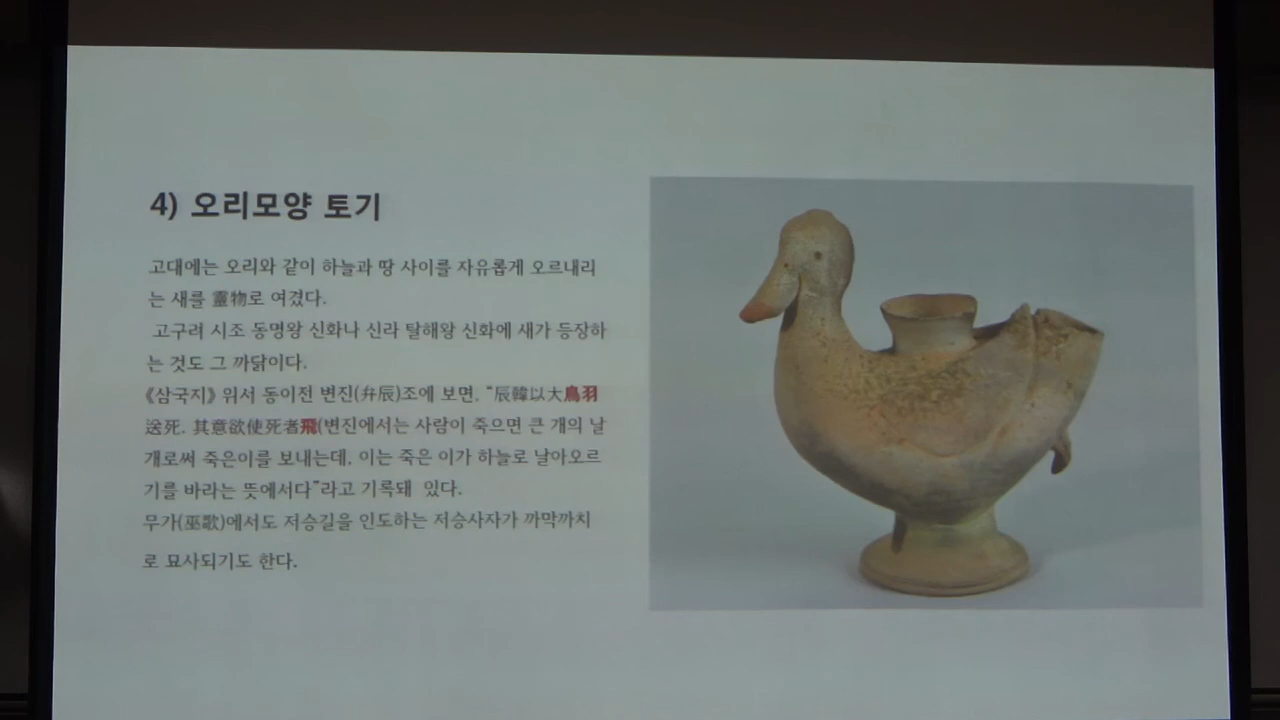 4) 오리모양 토기
고대에는 오리와 같이 하늘과 땅 사이를 자유롭게 오르내리
는 새를 靈物로 여겼다.
고구려 시조 동명왕 신화나 신라 탈해왕 신화에 새가 등장하
는 것도 그 까닭이다.
《삼국지》 위서 동이전 변진(弁辰)조에 보면, “辰韓以大鳥羽
送死. 其意欲使死者飛(변진에서는 사람이 죽으면 큰 개의 날
개로써 죽은이를 보내는데, 이는 죽은 이가 하늘로 날아오르
기를 바라는 뜻에서다”라고 기록돼 있다.
무가(巫歌)에서도 저승길을 인도하는 저승사자가 까막까치
로 묘사되기도 한다.